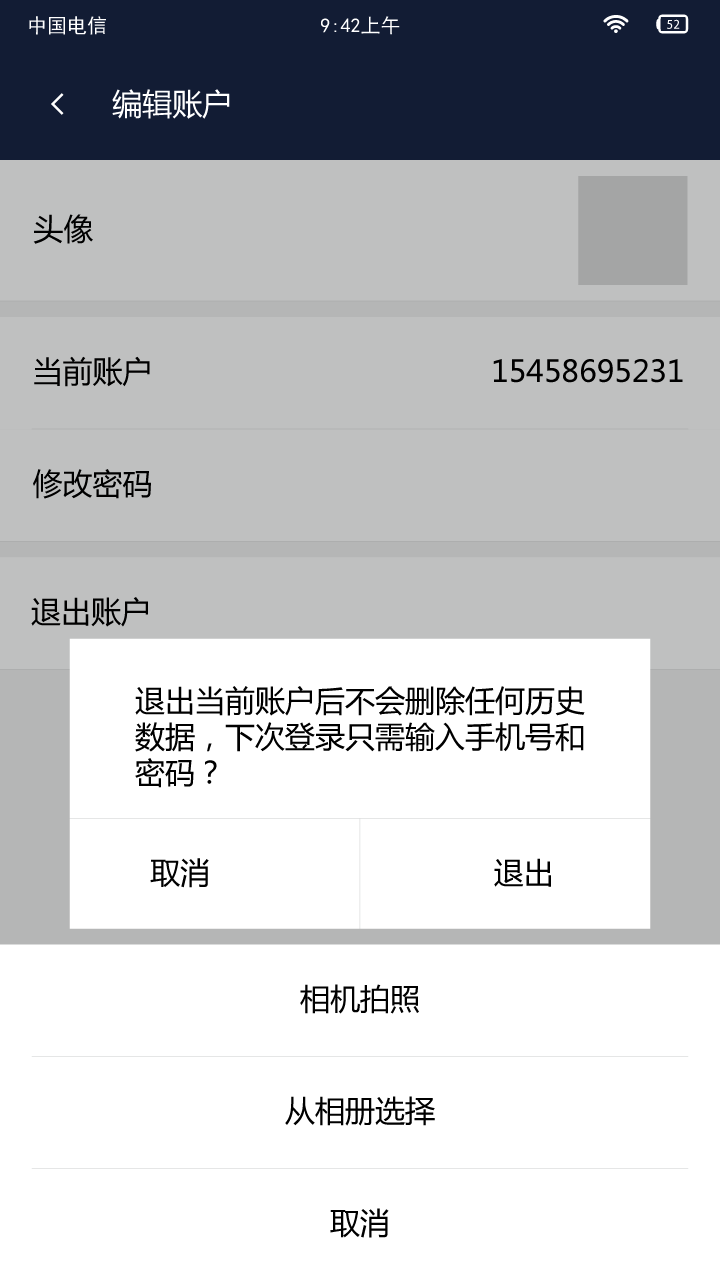 中国电信
9:42上午
52
编辑账户
头像
当前账户
15458695231
修改密码
退出账户
退出当前账户后不会删除任何历史
数据，下次登录只需输入手机号和
密码？
取消
退出
相机拍照
从相册选择
取消